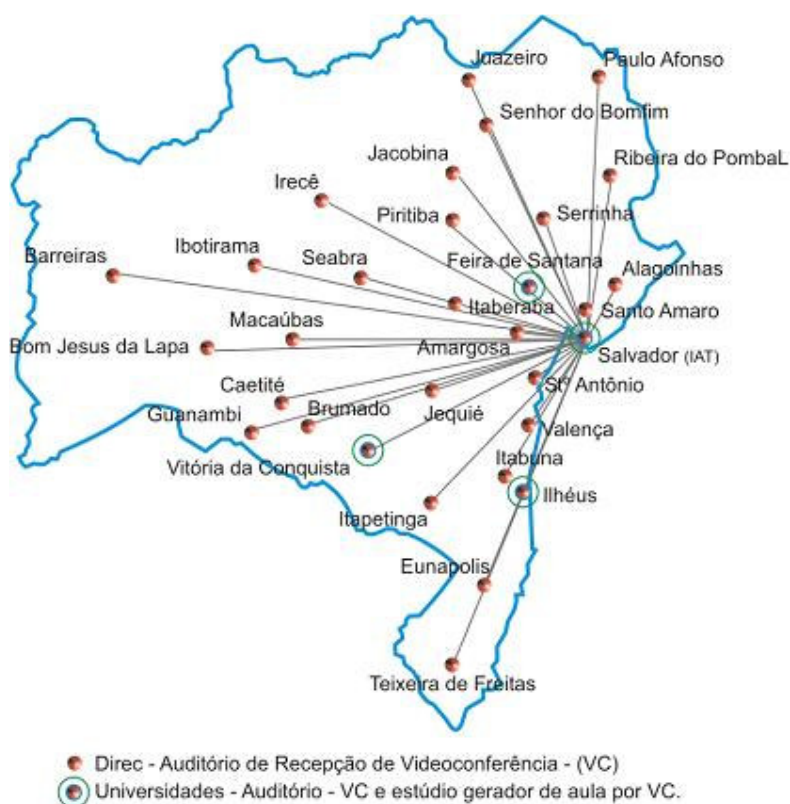 Juazeiro
Paulo Afonso
Senhor do Bomfim
Jacobina
Ribeira do PombaL
Irecê
Piritiba
Serrinha
Ibotirama
Seabra
Feira de Santana
Barreiras
Alagoinhas
Itaberaba
Santo Amaro
Macaúbas
Bom Jesus da Lapa
Amargosa
Salvador (IAT)
Caetité
Stº Antônio
Guanambi
Brumado
Jequié
Valença
Vitória da Conquista
Itabuna
Ilhéus
Itapetinga
Eunapolis
Teixeira de Freitas
Direc - Auditório de Recepção de Videoconferência - (VC)
Universidades - Auditório - VC e estúdio gerador de aula por VC.